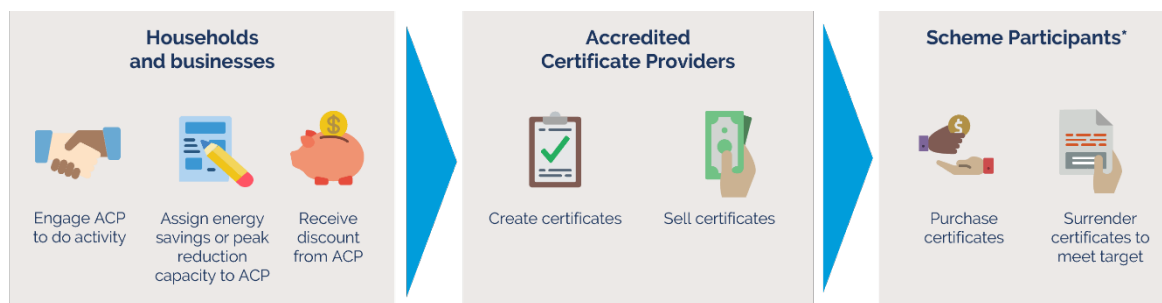 Households
and businesses
Engage ACP
to do activity
Assign energy
savings or peak
reduction
capacity to ACP
Receive
discount
from ACP
Accredited
Certificate Providers
Create certificates
Sell certificates
Scheme Participants*
Purchase
certificates
Surrender
certificates to
meet target